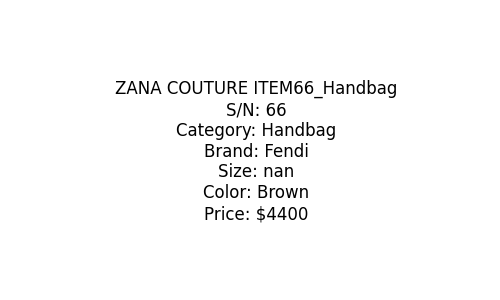 ZANA COUTURE ITEM66_Handbag
S/N: 66
Category: Handbag
Brand: Fendi
Size: nan
Color: Brown
Price: $4400